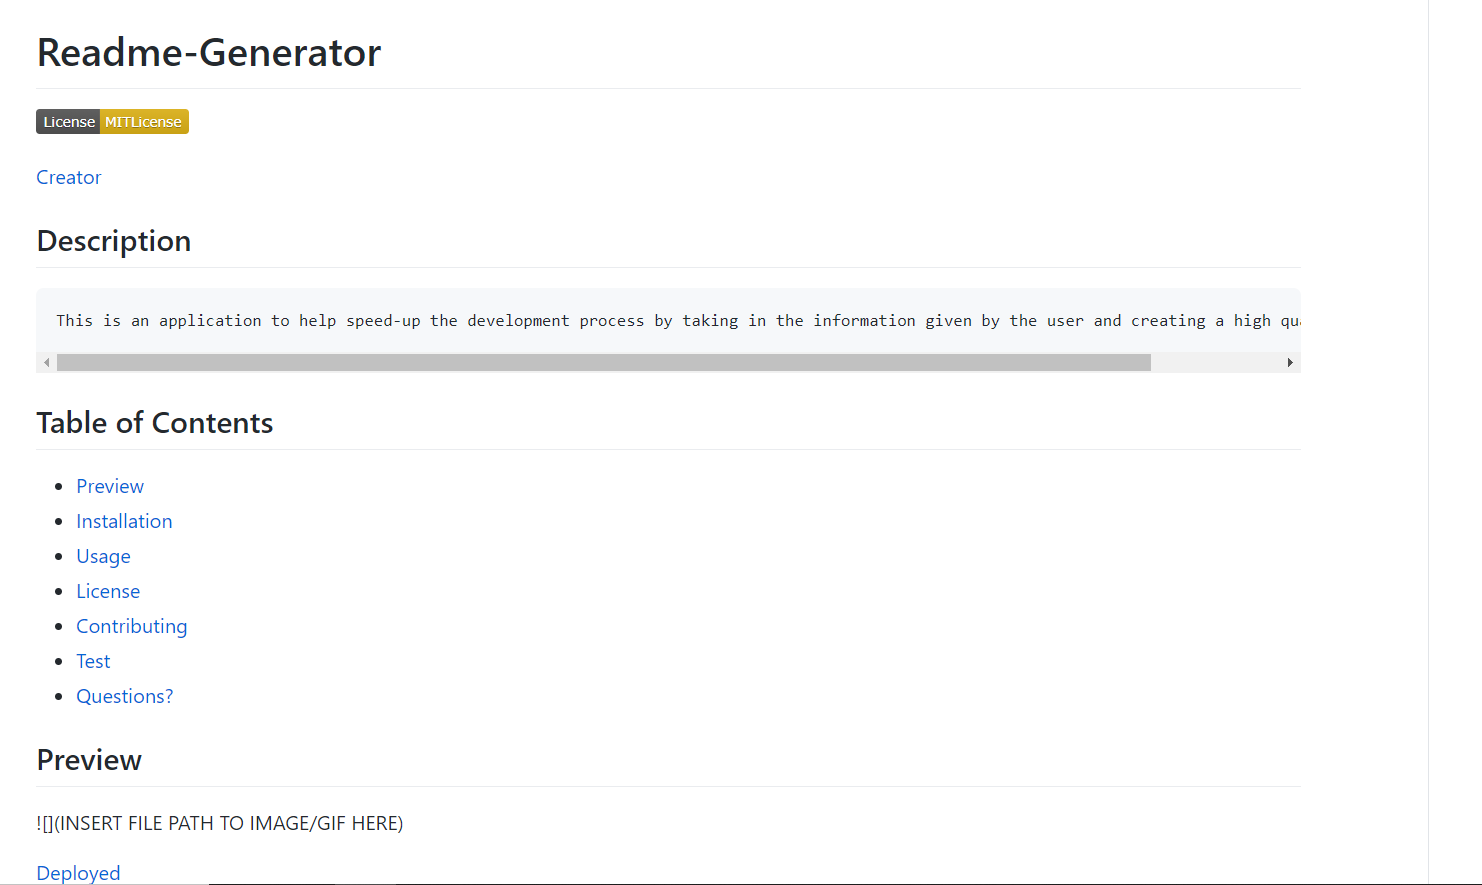 Readme-Generator
License MITLicense
Creator
Description
This is an application to help speed-up the development process by taking in the information given by the user and creating a high
Table of Contents
Preview
Installation
Usage
License
Contributing
Test
Questions?
Preview
![](INSERT FILE PATH TO IMAGE/GIF HERE)
Deployed